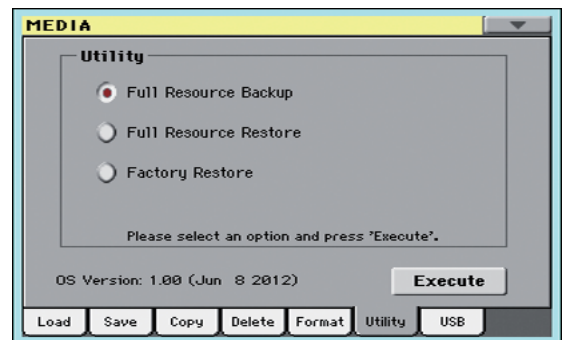 MEDIA
Utility
Full Resource Backup
Full Resource Restore
Factory Restore
Please select an option and press 'Execute'.
OS Version: 1.00 (Jun 8 2012)
Execute
Load Save Copy Delete Format Utility USB